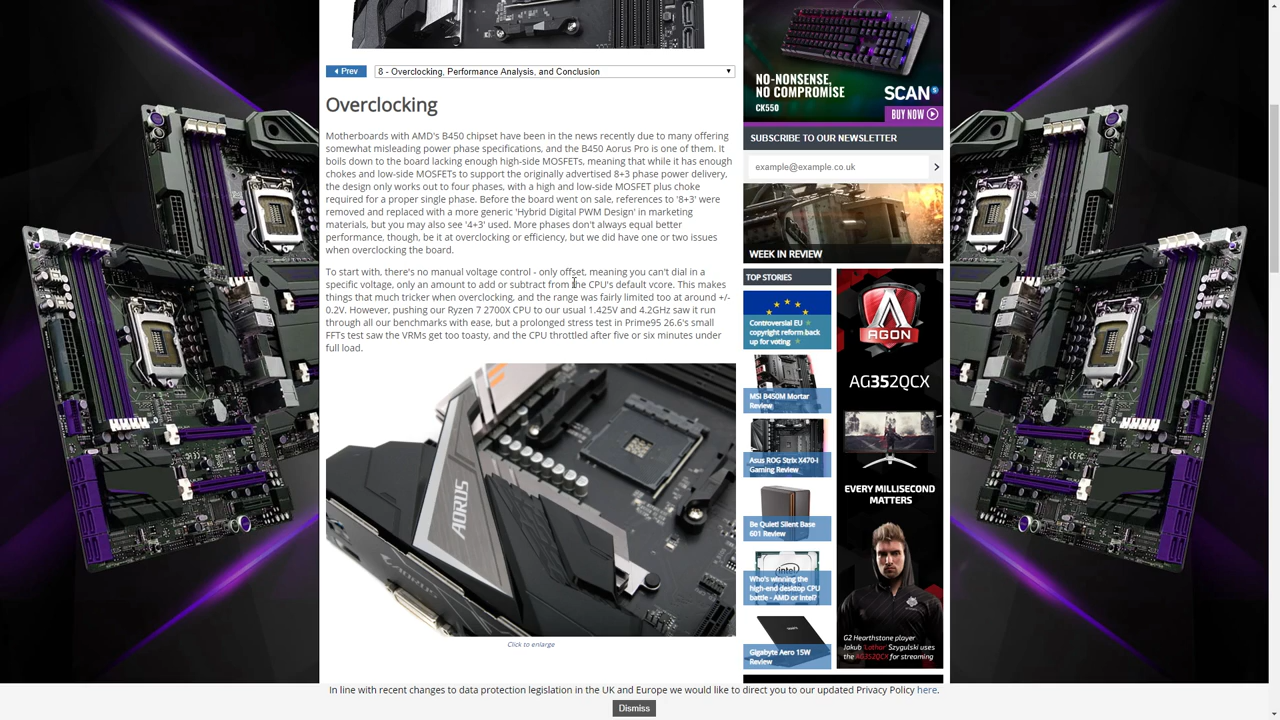 Prev
8 - Overclocking, Performance Analysis, and Conclusion
Overclocking
Motherboards with AMD's B450 chipset have been in the news recently due to many offering
somewhat misleading power phase specifications, and the B450 Aorus Pro is one of them. It
boils down to the board lacking enough high-side MOSFETs, meaning that while it has enough
chokes and low-side MOSFETs to support the originally advertised 8+3 phase power delivery,
the design only works out to four phases, with a high and low-side MOSFET plus choke
required for a proper single phase. Before the board went on sale, references to '8+3' were
removed and replaced with a more generic 'Hybrid Digital PWM Design' in marketing
materials, but you may also see '4+3' used. More phases don't always equal better
performance, though, be it at overclocking or efficiency, but we did have one or two issues
when overclocking the board.
To start with, there's no manual voltage control - only offset, meaning you can't dial in a
specific voltage, only an amount to add or subtract from the CPU's default vcore. This makes
things that much tricker when overclocking, and the range was fairly limited too at around +/-
0.2V. However, pushing our Ryzen 7 2700X CPU to our usual 1.425V and 4.2GHz saw it run
through all our benchmarks with ease, but a prolonged stress test in Prime95 26.6's small
FFTs test saw the VRMs get too toasty, and the CPU throttled after five or six minutes under
full load.
AORUS
Click to enlarge
NO-NONSENSE,
NO COMPROMISE
CK550
SCAN
BUY NOW
SUBSCRIBE TO OUR NEWSLETTER
example@example.co.uk
WEEK IN REVIEW
TOP STORIES
Controversial EU
copyright reform back
up for voting
MSI B450M Mortar
Review
Asus ROG Strix X470-I
Gaming Review
Be Quiet! Silent Base
601 Review
intel
Who's winning the
high-end desktop CPU
battle - AMD or Intel?
Gigabyte Aero 15W
Review
AGON
AG352QCX
EVERY MILLISECOND
MATTERS
G2 Hearthstone player
Jakub 'Lothar' Szygulski uses
the AG352QCX for streaming
In line with recent changes to data protection legislation in the UK and Europe we would like to direct you to our updated Privacy Policy here.
Dismiss